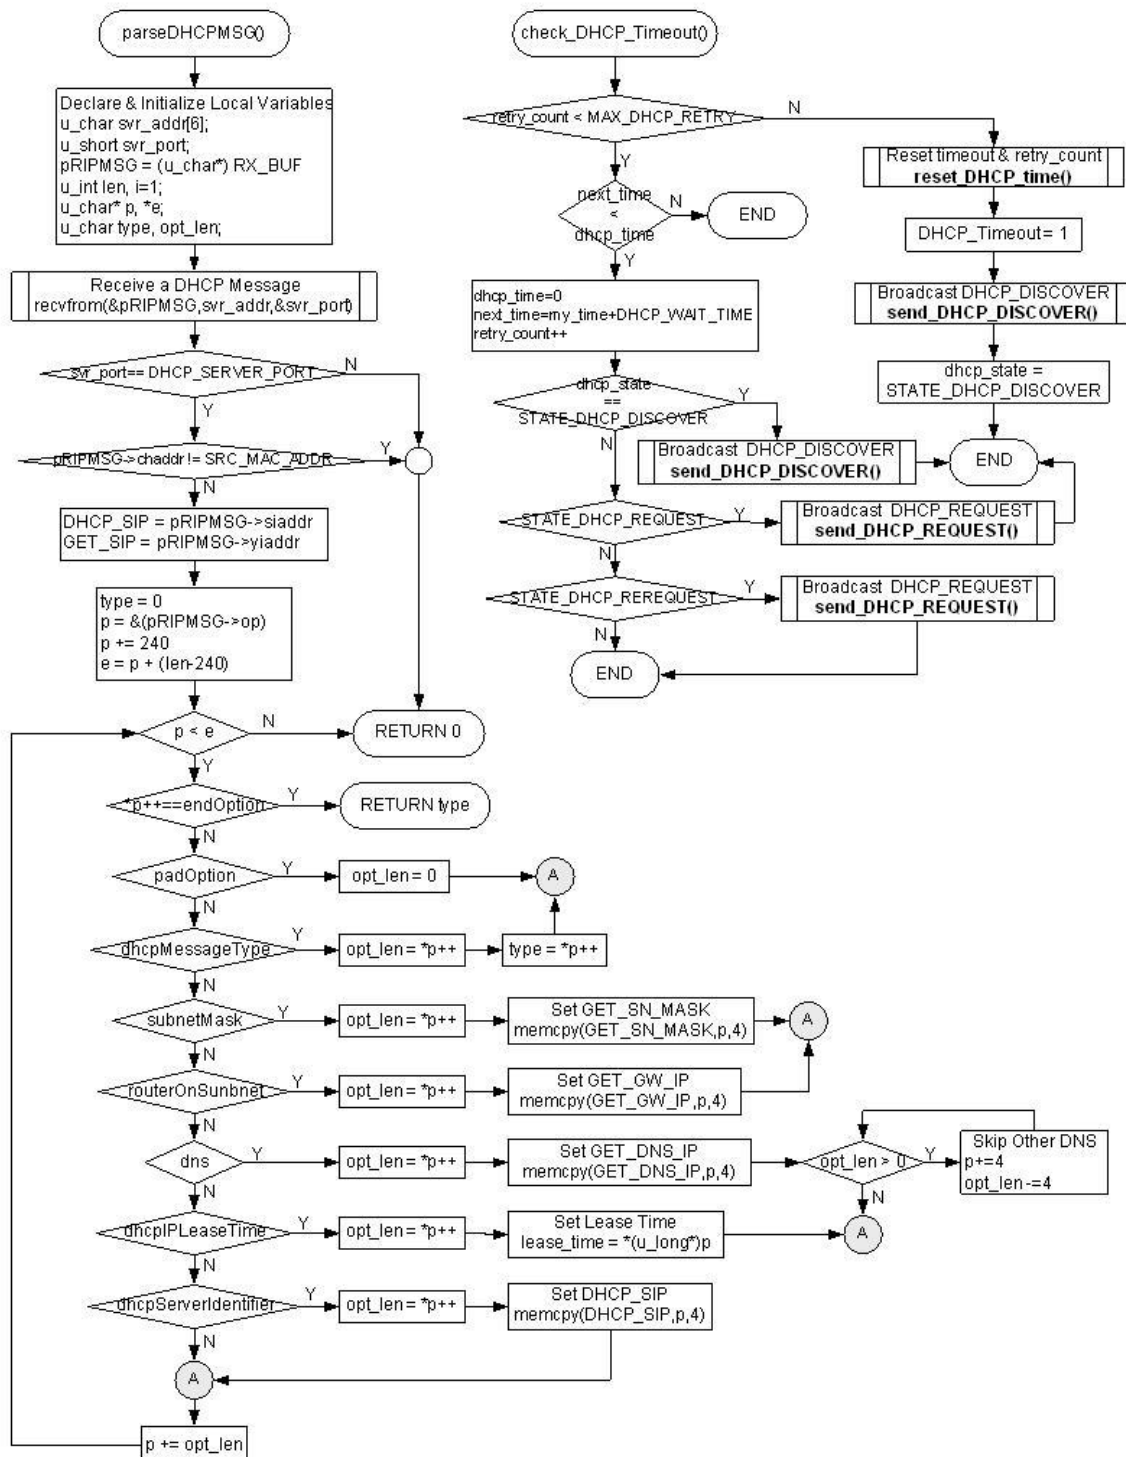 parseDHCPMSG()
Declare & Initialize Local Variables
u_char svr_addr[6];
u_short svr_port;
pRIPMSG = (u_char*) RX_BUF
u_int len, i=1;
u_char* p, *e;
u_char type, opt_len;
Receive a DHCP Message
recvfrom(&pRIPMSG,svr_addr,&svr_port)
svr_port== DHCP_SERVER_PORT
N
Y
pRIPMSG->chaddr != SRC_MAC_ADDR
Y
N
DHCP_SIP = pRIPMSG->siaddr
GET_SIP = pRIPMSG->yiaddr
type = 0
p = &(pRIPMSG->op)
p += 240
e = p + (len-240)
p < e
N
RETURN 0
Y
*p++==endOption
Y
RETURN type
N
padOption
Y
opt_len = 0
A
N
dhcpMessageType
Y
opt_len = *p++
type = *p++
N
subnetMask
Y
opt_len = *p++
Set GET_SN_MASK
memcpy(GET_SN_MASK,p,4)
A
N
routerOnSunbnet
Y
opt_len = *p++
Set GET_GW_IP
memcpy(GET_GW_IP,p,4)
N
dns
Y
opt_len = *p++
Set GET_DNS_IP
memcpy(GET_DNS_IP,p,4)
opt_len > 0
Y
Skip Other DNS
p+=4
opt_len -=4
N
N
dhcpIPLeaseTime
Y
opt_len = *p++
Set Lease Time
lease_time = *(u_long*)p
A
N
dhcpServerIdentifier
Y
opt_len = *p++
Set DHCP_SIP
memcpy(DHCP_SIP,p,4)
N
A
p += opt_len
check_DHCP_Timeout()
retry_count < MAX_DHCP_RETRY
N
Y
next_time
<
dhcp_time
N
END
Y
dhcp_time=0
next_time=my_time+DHCP_WAIT_TIME
retry_count++
dhcp_state
==
STATE_DHCP_DISCOVER
Y
Broadcast DHCP_DISCOVER
send_DHCP_DISCOVER()
N
STATE_DHCP_REQUEST
Y
Broadcast DHCP_REQUEST
send_DHCP_REQUEST()
N
STATE_DHCP_REREQUEST
Y
Broadcast DHCP_REQUEST
send_DHCP_REQUEST()
N
END
Reset timeout & retry_count
reset_DHCP_time()
DHCP_Timeout= 1
Broadcast DHCP_DISCOVER
send_DHCP_DISCOVER()
dhcp_state =
STATE_DHCP_DISCOVER
END